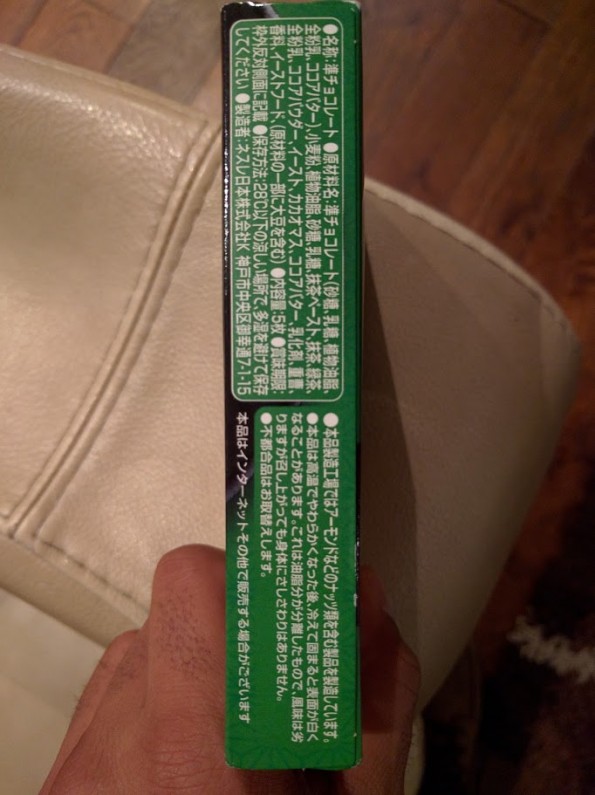 ●名称:準チョコレート ●原材料名:準チョコレート(砂糖、乳糖、植物油脂、
全粉乳、ココアバター)、小麦粉、植物油脂、砂糖、乳糖、抹茶ペースト、抹茶、緑茶、
全粉乳、ココアパウダー、イースト、カカオマス、ココアバター、乳化剤、重曹、
香料、イーストフード、(原材料の一部に大豆を含む) ●内容量:5枚 ●賞味期限:
枠外反対側面に記載 ●保存方法:28℃以下の涼しい場所で、多湿を避けて保存
してください ●製造者:ネスレ日本株式会社K 神戸市中央区御幸通7-1-15
●本品製造工場ではアーモンドなどのナッツ類を含む製品を製造しています。
●本品は高温でやわらかくなった後、冷えて固まると表面が白く
なることがあります。これは油脂分が分離したもので、風味は劣
りますが召し上がっても身体にさしさわりはありません。
●不都合品はお取替えします。
本品はインターネットその他で販売する場合がございます